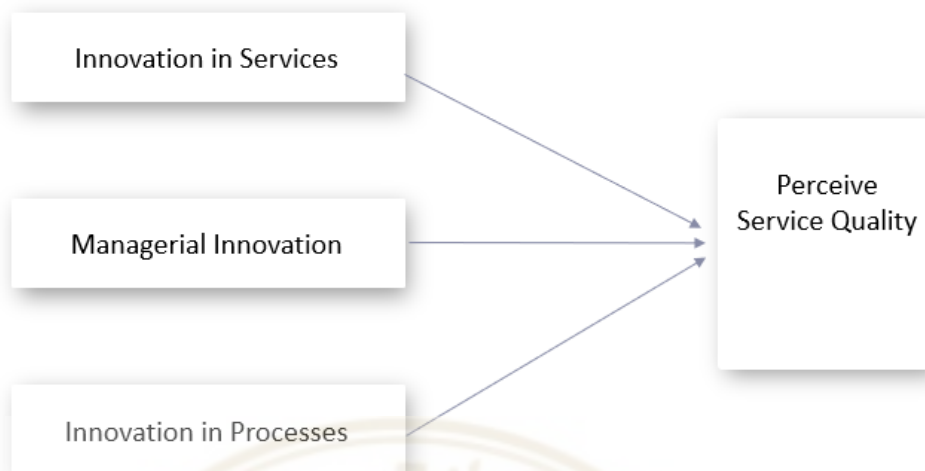 Innovation in Services
Perceive
Service Quality
Managerial Innovation
Innovation in Processes